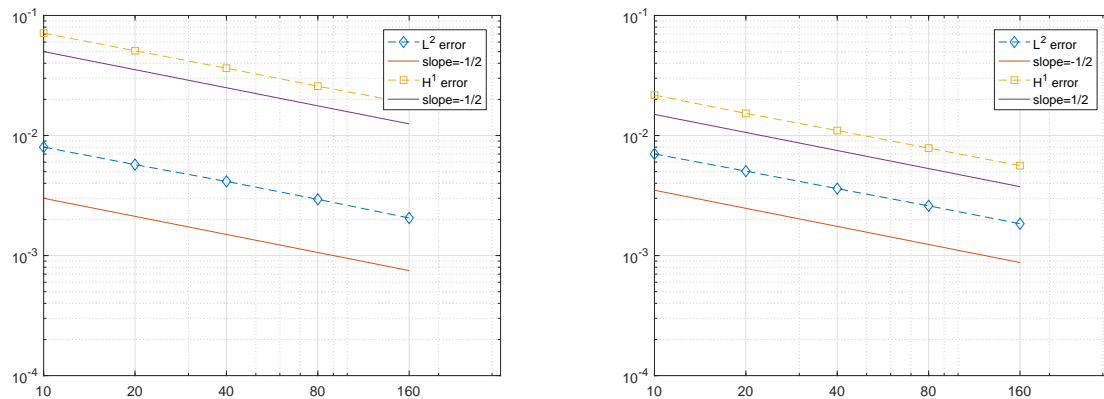 10^-1
10^-2
10^-3
10^-4
10 20 40 80 160
L^2 error
slope=-1/2
H^1 error
slope=-1/2
10^-1
10^-2
10^-3
10^-4
10 20 40 80 160
L^2 error
slope=-1/2
H^1 error
slope=1/2